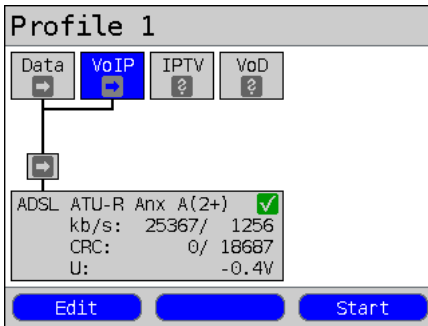 Profile 1
Data VoIP IPTV VoD
ADSL ATU-R Anx A(2+)
kb/s: 25367/ 1256
CRC: 0/ 18687
U: -0.4V
Edit Start